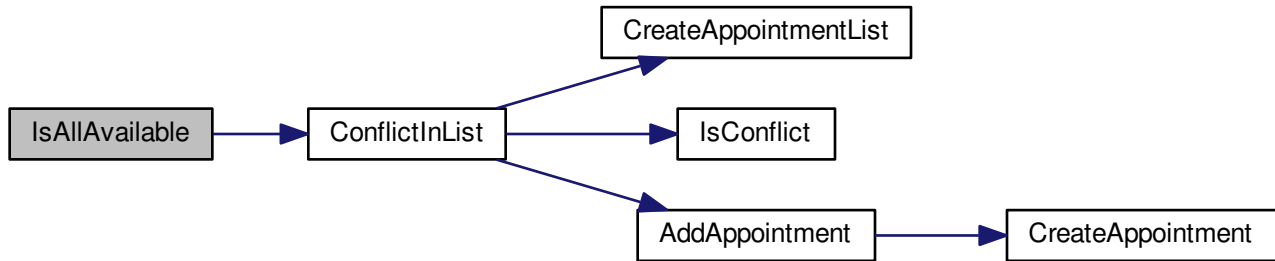 CreateAppointmentList
IsAllAvailable
ConflictInList
IsConflict
AddAppointment
CreateAppointment